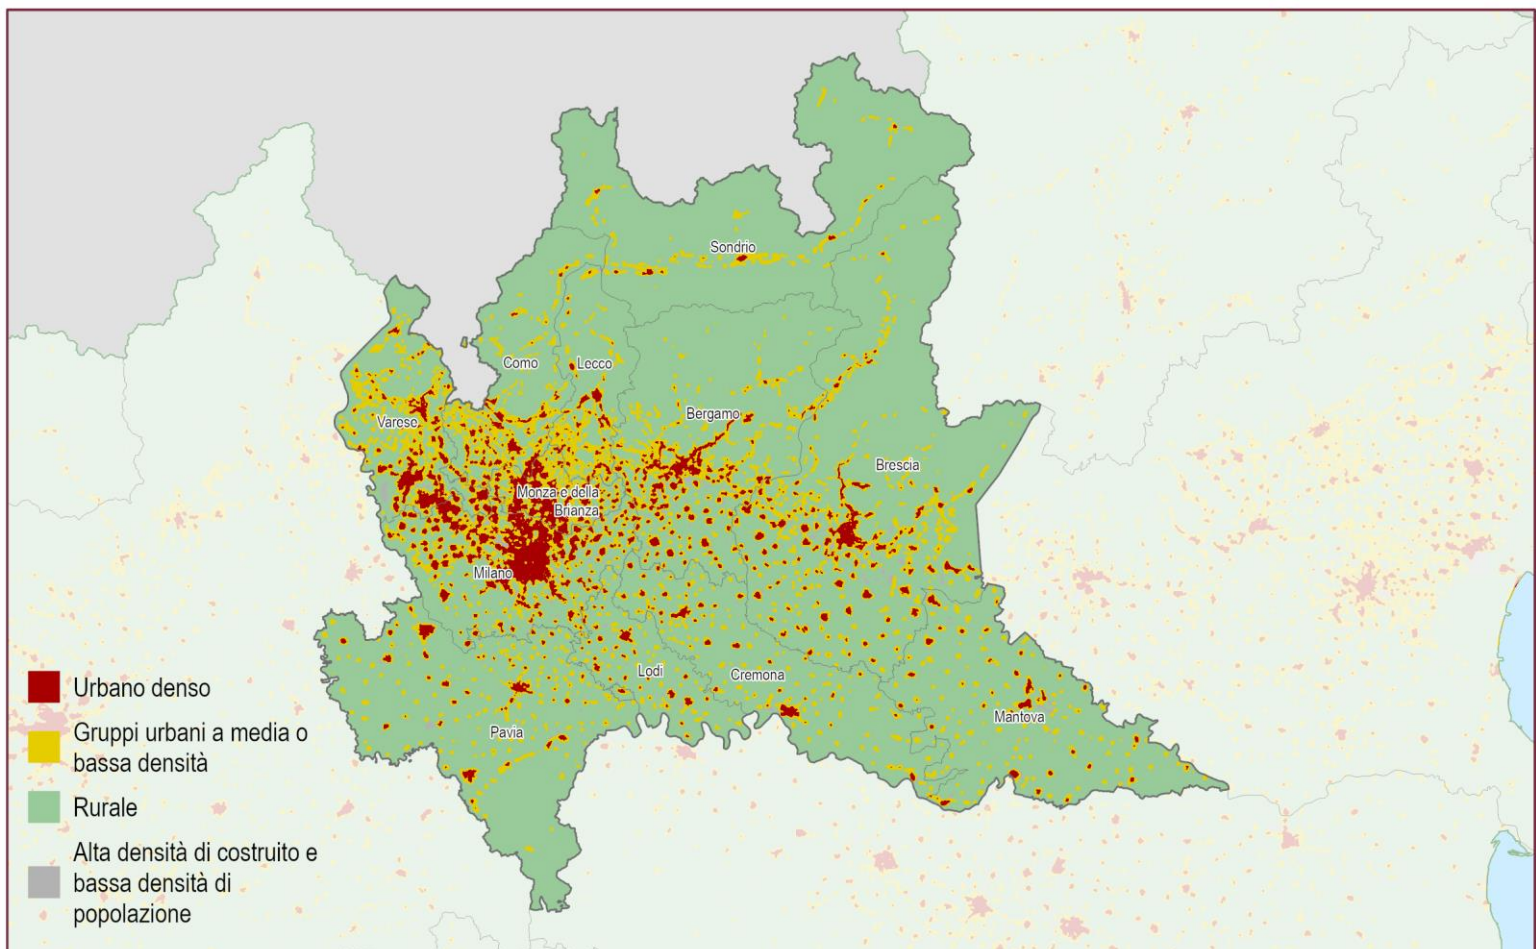 Sondrio
Como
Lecco
Bergamo
Varese
Brescia
Monza e della
Brianza
Milano
Lodi
Cremona
Mantova
Pavia
Urbano denso
Gruppi urbani a media o
bassa densità
Rurale
Alta densità di costruito e
bassa densità di
popolazione